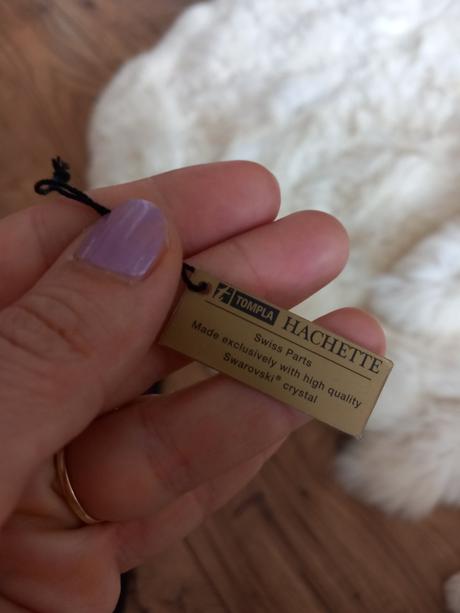 TOMPLA HACHETTE
Swiss Parts
Made exclusively with high quality
Swarovski® crystal